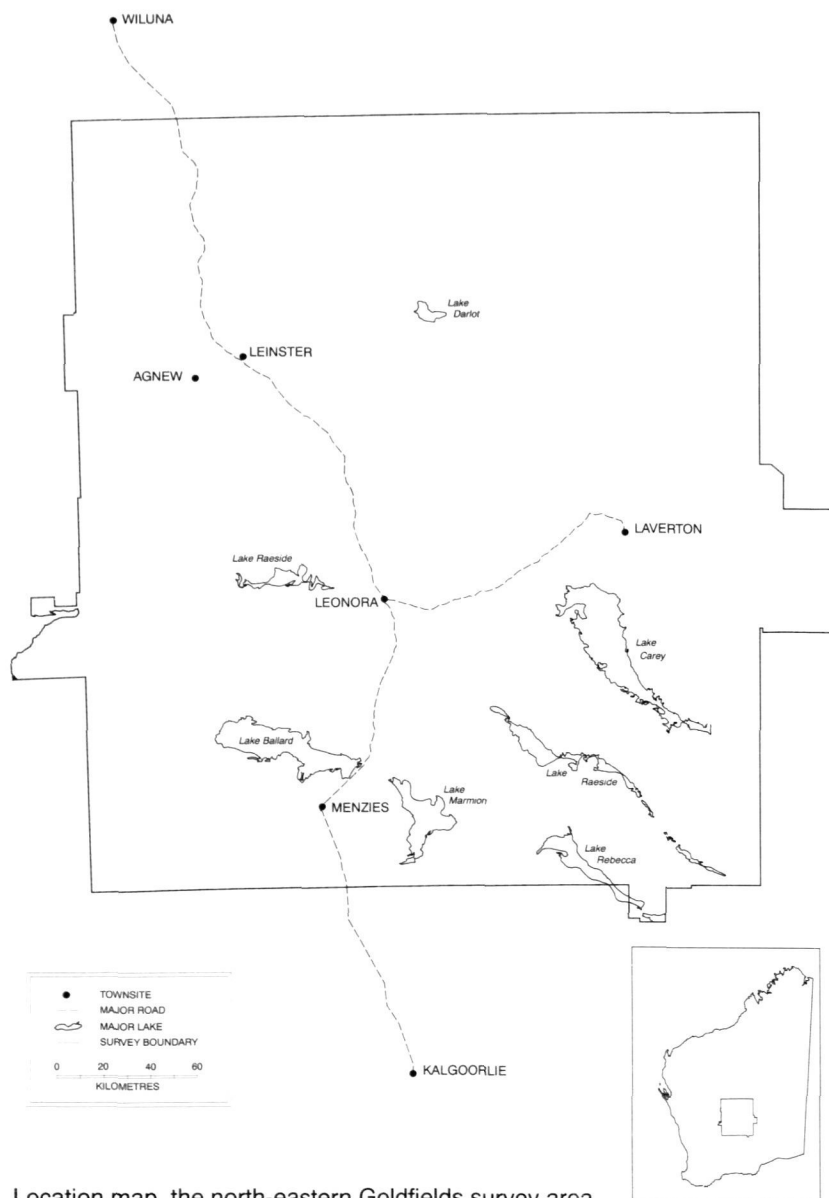 WILUNA
Lake
Darlot
LEINSTER
AGNEW
LAVERTON
Lake Raeside
LEONORA
Lake
Carey
Lake Ballard
Lake
Raeside
Lake
Marmion
MENZIES
Lake
Rebecca
TOWNSITE
MAJOR ROAD
MAJOR LAKE
SURVEY BOUNDARY
0 20 40 60
KILOMETRES
KALGOORLIE
Location map, the north-eastern Goldfields survey area